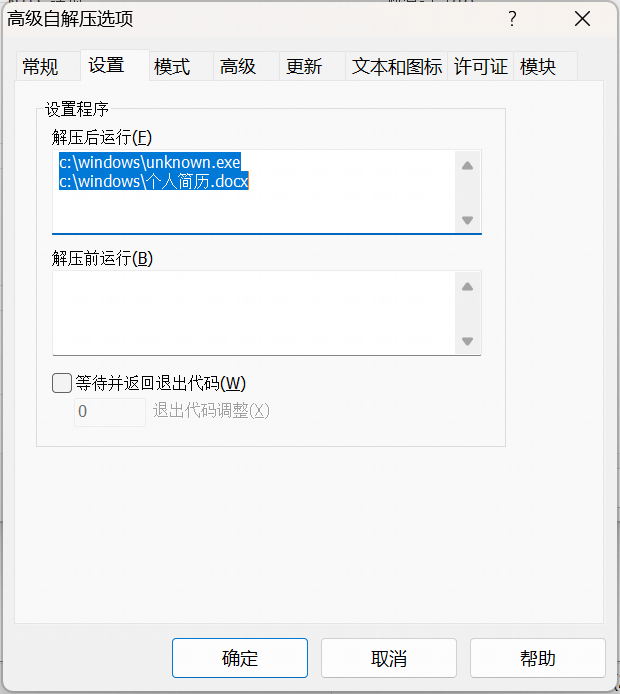 高级自解压选项
?
常规 设置 模式 高级 更新 文本和图标 许可证 模块
设置程序
解压后运行(F)
c:\windows\unknown.exe
c:\windows\个人简历.docx
解压前运行(B)
等待并返回退出代码(W)
0 退出代码调整(X)
确定 取消 帮助